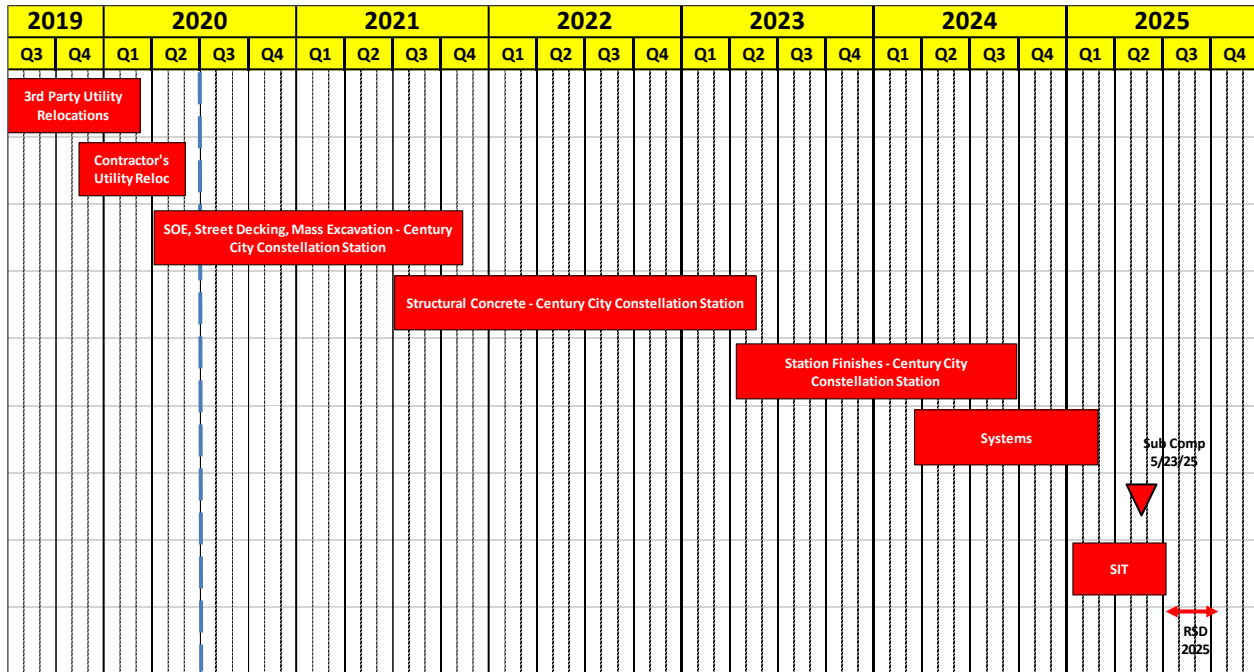 2019 2020 2021 2022 2023 2024 2025
Q3 Q4 Q1 Q2 Q3 Q4 Q1 Q2 Q3 Q4 Q1 Q2 Q3 Q4 Q1 Q2 Q3 Q4 Q1 Q2 Q3 Q4 Q1 Q2 Q3 Q4
3rd Party Utility
Relocations
Contractor's
Utility Reloc
SOE, Street Decking, Mass Excavation - Century
City Constellation Station
Structural Concrete - Century City Constellation Station
Station Finishes - Century City
Constellation Station
Systems
Sub Comp
5/23/25
SIT
RSD
2025